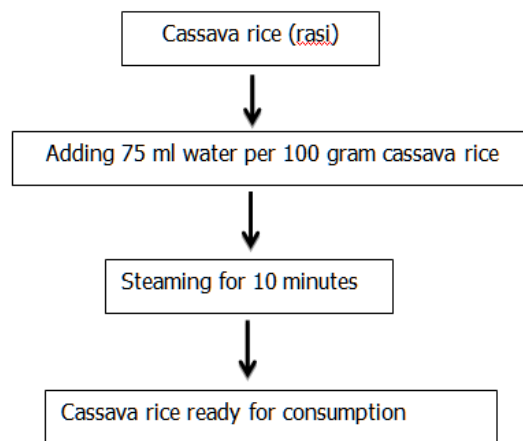 Cassava rice (rasi)
Adding 75 ml water per 100 gram cassava rice
Steaming for 10 minutes
Cassava rice ready for consumption